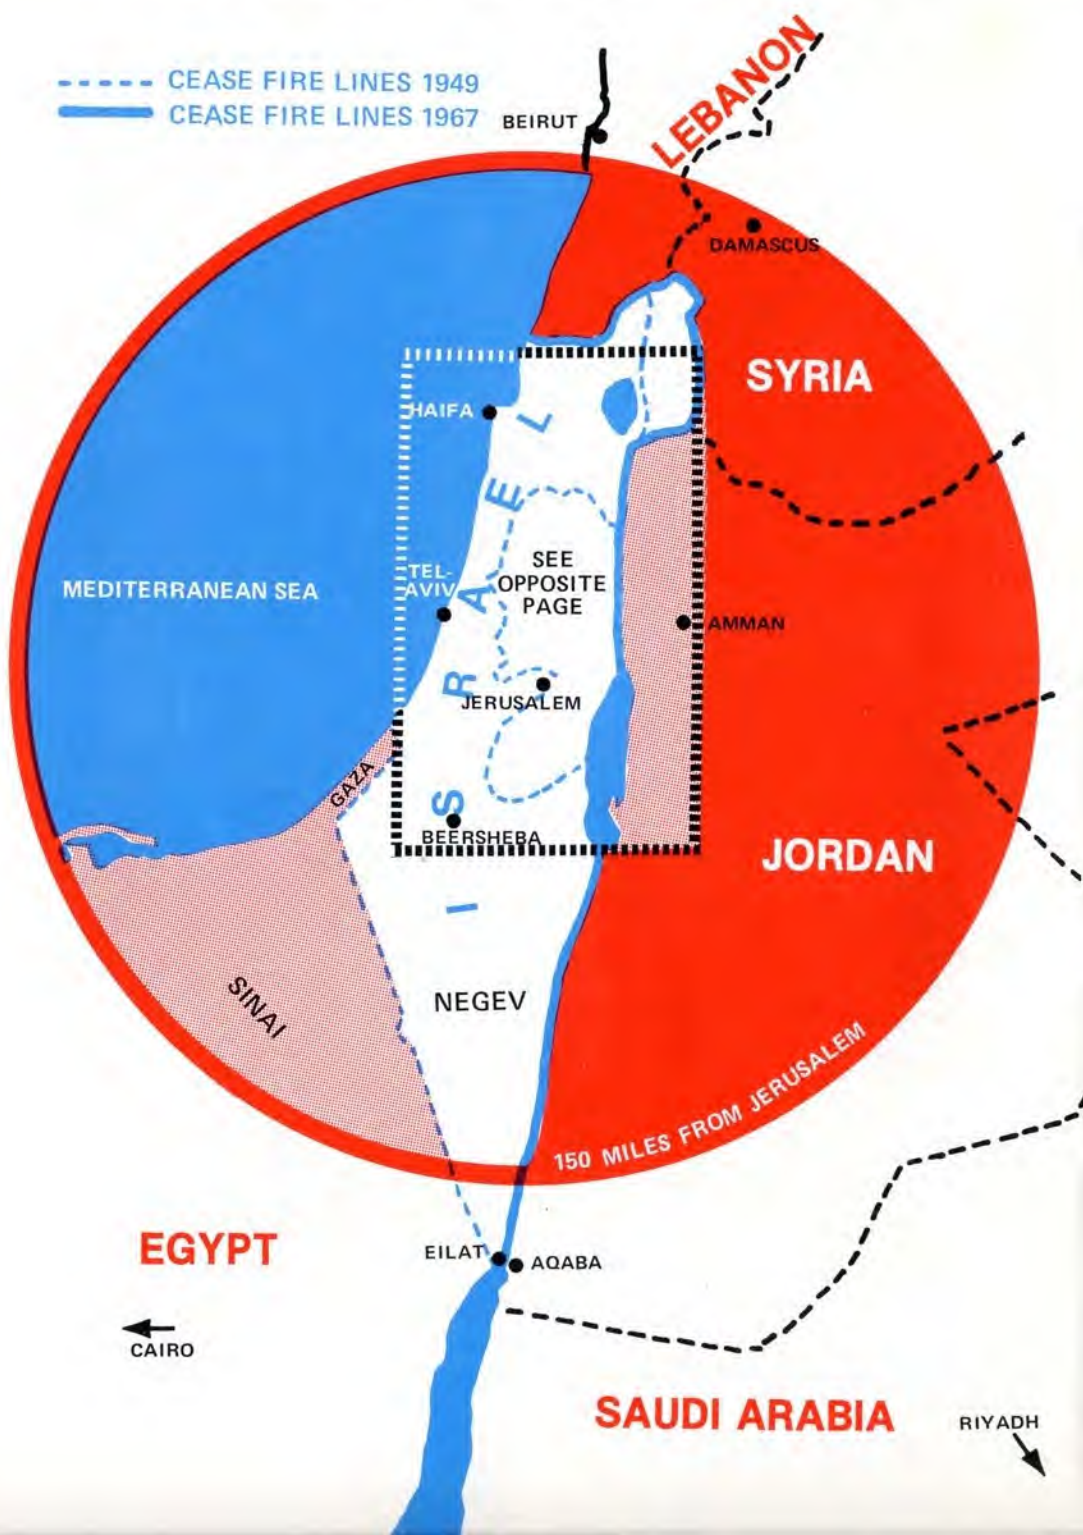 CEASE FIRE LINES 1949
CEASE FIRE LINES 1967
BEIRUT
LEBANON
DAMASCUS
SYRIA
HAIFA
ISRAEL
MEDITERRANEAN SEA
TEL-
AVIV
SEE
OPPOSITE
PAGE
AMMAN
JERUSALEM
GAZA
BEERSHEBA
JORDAN
SINAI
NEGEV
150 MILES FROM JERUSALEM
EGYPT
EILAT
AQABA
CAIRO
SAUDI ARABIA
RIYADH